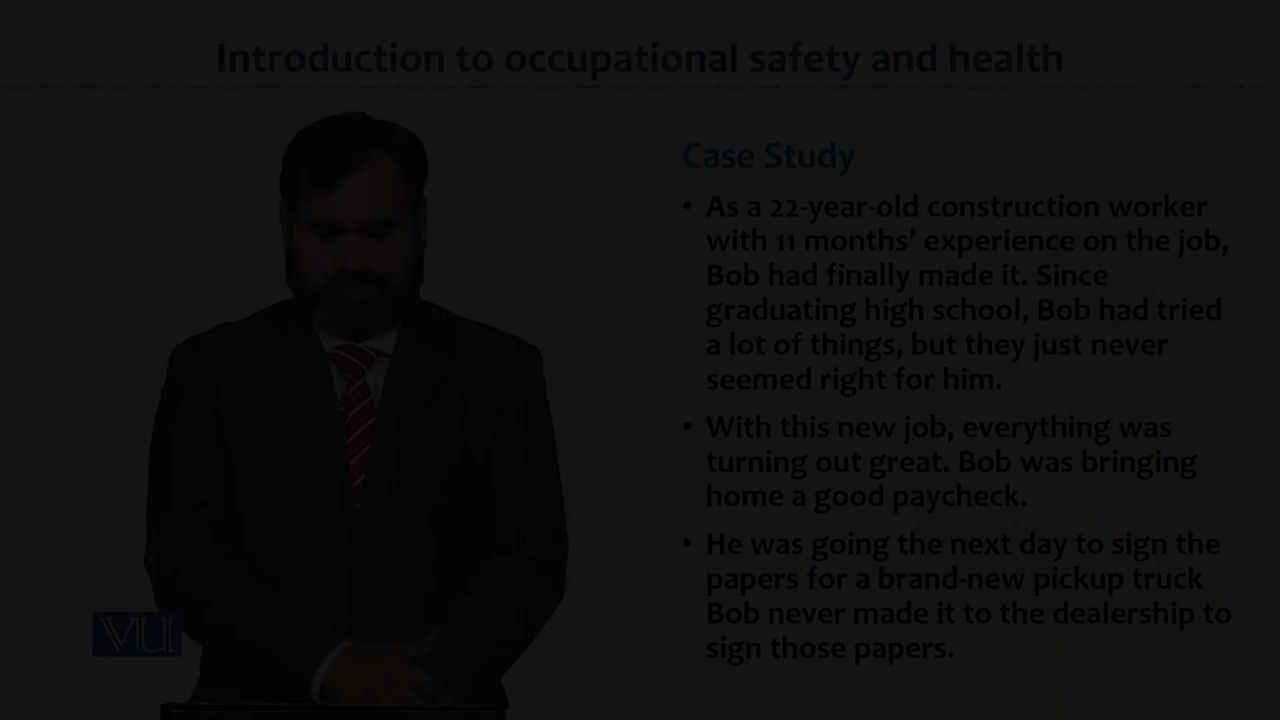 Introduction to occupational safety and health
Case Study
• As a 22-year-old construction worker
with 11 months’ experience on the job,
Bob had finally made it. Since
graduating high school, Bob had tried
a lot of things, but they just never
seemed right for him.
• With this new job, everything was
turning out great. Bob was bringing
home a good paycheck.
• He was going the next day to sign the
papers for a brand-new pickup truck
Bob never made it to the dealership to
sign those papers.
VU